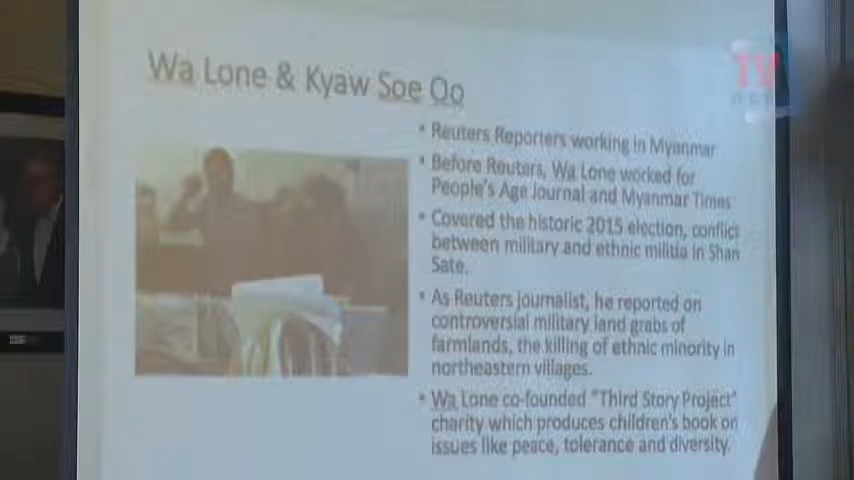 Wa Lone & Kyaw Soe Oo
TV
• Reuters Reporters working in Myanmar
• Before Reuters, Wa Lone worked for
People's Age Journal and Myanmar Times
• Covered the historic 2015 election, conflict
between military and ethnic militia in Shan
Sate.
• As Reuters journalist, he reported on
controversial military land grabs of
farmlands, the killing of ethnic minority in
northeastern villages.
• Wa Lone co-founded "Third Story Project"
charity which produces children's book on
issues like peace, tolerance and diversity.